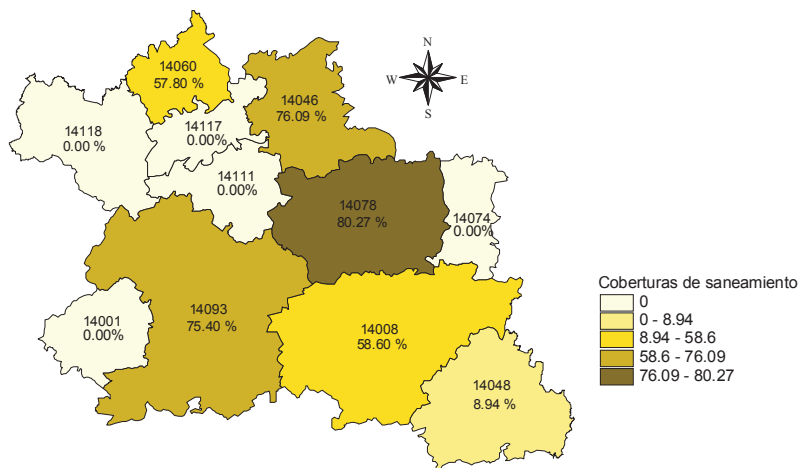 14060
57.80 %
N
W
E
S
14046
76.09 %
14118
0.00 %
14117
0.00%
14111
0.00%
14078
80.27 %
14074
0.00%
14093
75.40 %
14001
0.00%
14008
58.60 %
14048
8.94 %
Coberturas de saneamiento
0
0 - 8.94
8.94 - 58.6
58.6 - 76.09
76.09 - 80.27